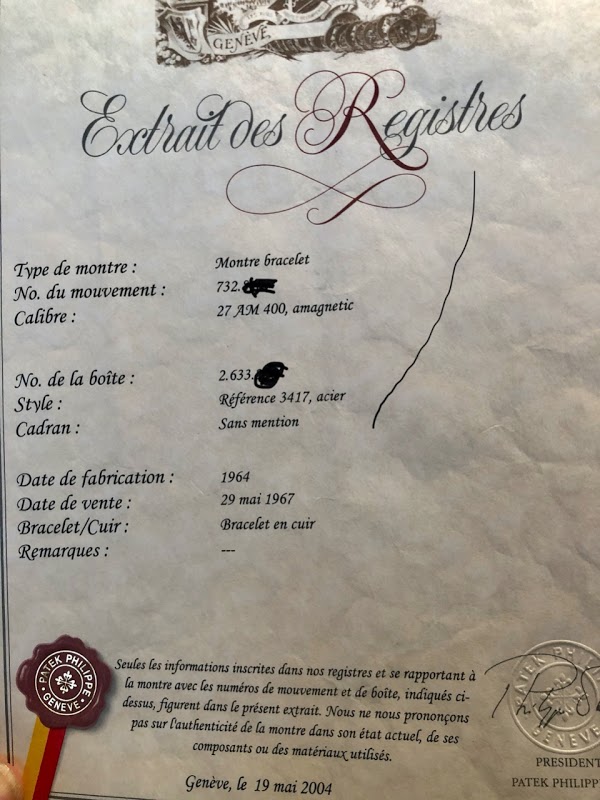 GENÈVE
Extrait des Registres
Type de montre : Montre bracelet
No. du mouvement : 732.
Calibre : 27 AM 400, amagnetic
No. de la boîte : 2.633.
Style : Référence 3417, acier
Cadran : Sans mention
Date de fabrication : 1964
Date de vente : 29 mai 1967
Bracelet/Cuir : Bracelet en cuir
Remarques : ---
PATEK PHILIPPE
GENÈVE
Seules les informations inscrites dans nos registres et se rapportant à
la montre avec les numéros de mouvement et de boîte, indiqués ci-
dessus, figurent dans le présent extrait. Nous ne nous prononçons
pas sur l'authenticité de la montre dans son état actuel, de ses
composants ou des matériaux utilisés.
PATEK PHILIPPE
GENÈVE
PRESIDENT
PATEK PHILIPP
Genève, le 19 mai 2004